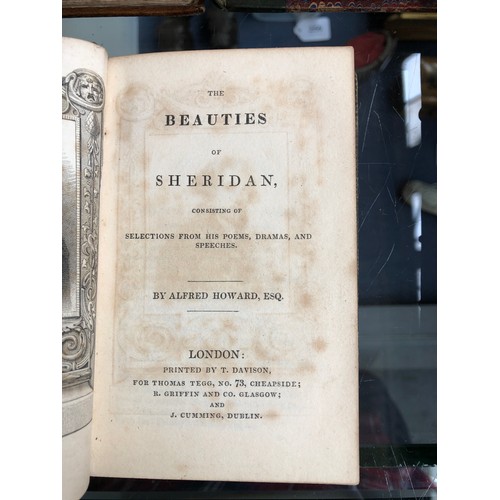 THE
BEAUTIES
OF
SHERIDAN,
CONSISTING OF
SELECTIONS FROM HIS POEMS, DRAMAS, AND
SPEECHES.
BY ALFRED HOWARD, ESQ.
LONDON:
PRINTED BY T. DAVISON,
FOR THOMAS TEGG, NO. 73, CHEAPSIDE;
R. GRIFFIN AND CO. GLASGOW;
AND
J. CUMMING, DUBLIN.